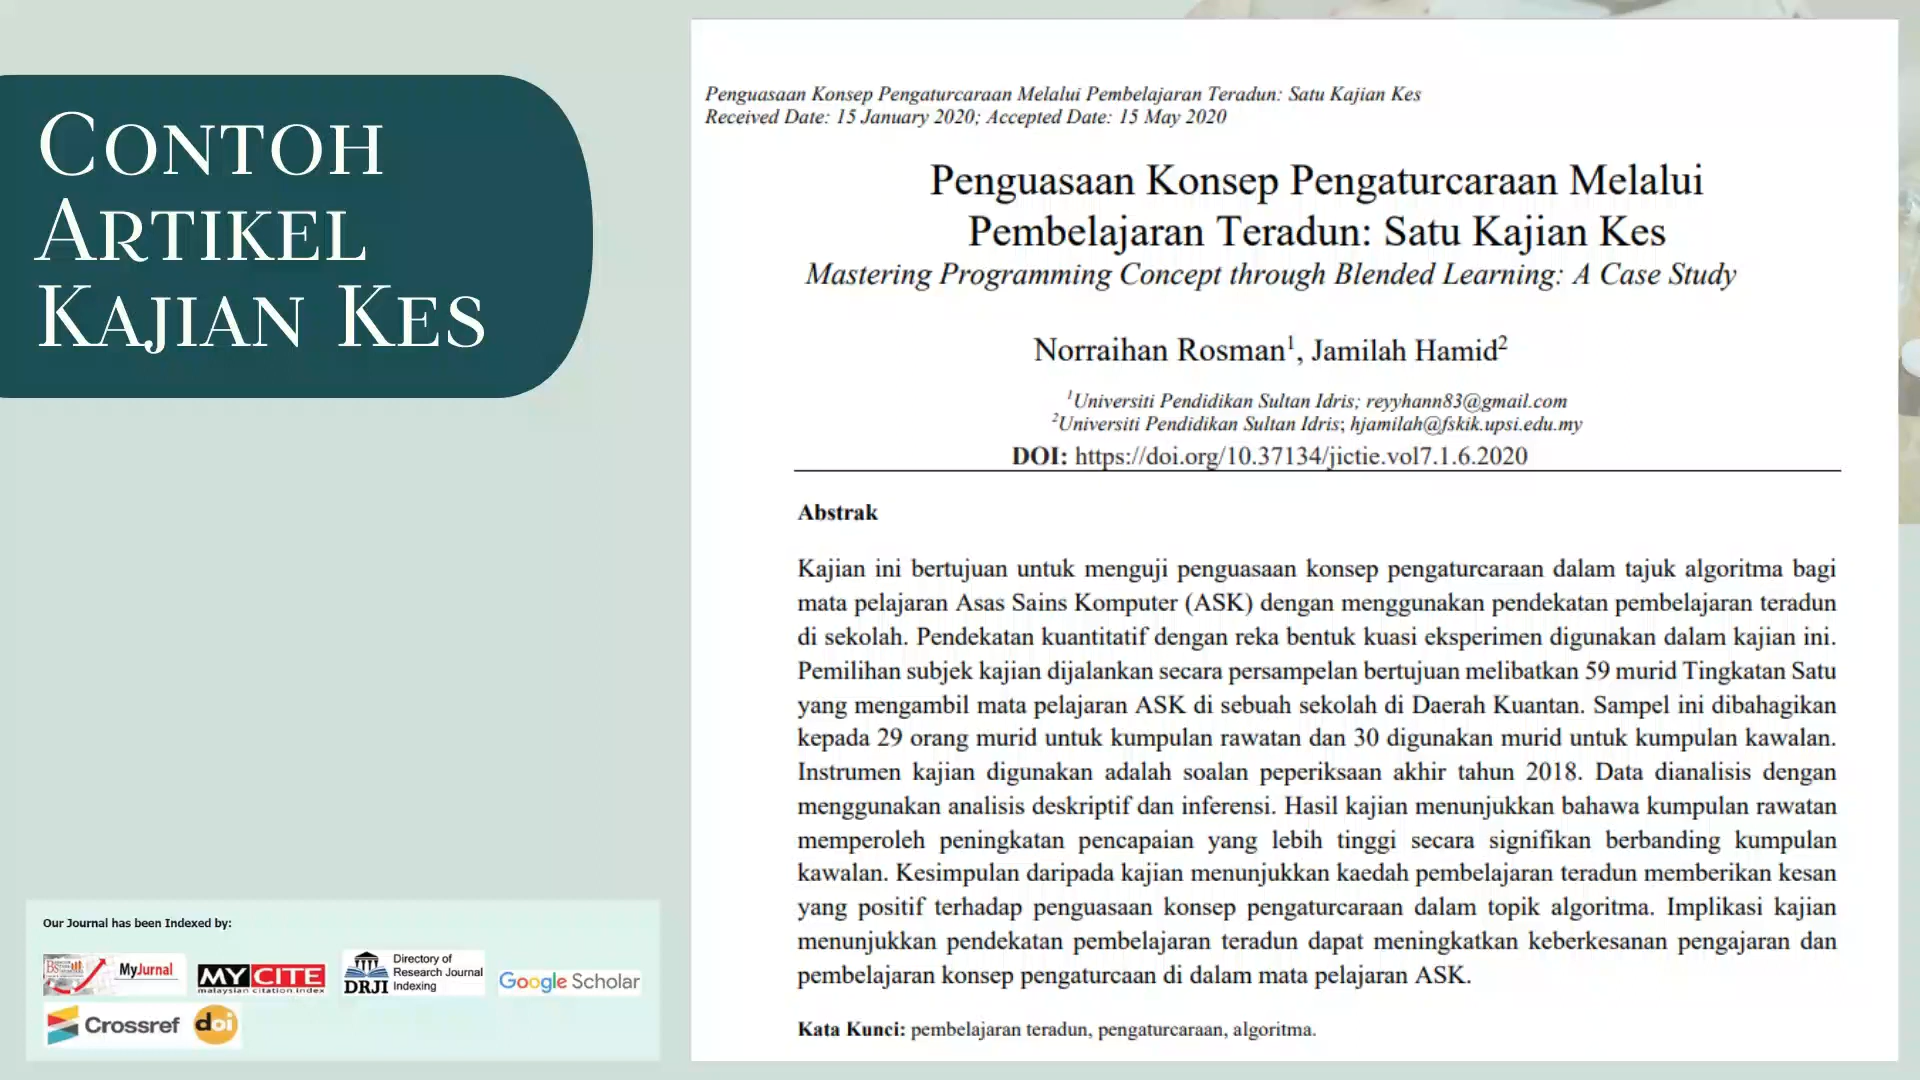 Contoh
Artikel
Kajian Kes
Penguasaan Konsep Pengaturcaraan Melalui Pembelajaran Teradun: Satu Kajian Kes
Received Date: 15 January 2020; Accepted Date: 15 May 2020
Penguasaan Konsep Pengaturcaraan Melalui
Pembelajaran Teradun: Satu Kajian Kes
Mastering Programming Concept through Blended Learning: A Case Study
Norraihan Rosman1, Jamilah Hamid2
1Universiti Pendidikan Sultan Idris; reyyhann83@gmail.com
2Universiti Pendidikan Sultan Idris; hjamilah@fskik.upsi.edu.my
DOI: https://doi.org/10.37134/jictie.vol7.1.6.2020
Abstrak
Kajian ini bertujuan untuk menguji penguasaan konsep pengaturcaraan dalam tajuk algoritma bagi
mata pelajaran Asas Sains Komputer (ASK) dengan menggunakan pendekatan pembelajaran teradun
di sekolah. Pendekatan kuantitatif dengan reka bentuk kuasi eksperimen digunakan dalam kajian ini.
Pemilihan subjek kajian dijalankan secara persampelan bertujuan melibatkan 59 murid Tingkatan Satu
yang mengambil mata pelajaran ASK di sebuah sekolah di Daerah Kuantan. Sampel ini dibahagikan
kepada 29 orang murid untuk kumpulan rawatan dan 30 digunakan murid untuk kumpulan kawalan.
Instrumen kajian digunakan adalah soalan peperiksaan akhir tahun 2018. Data dianalisis dengan
menggunakan analisis deskriptif dan inferensi. Hasil kajian menunjukkan bahawa kumpulan rawatan
memperoleh peningkatan pencapaian yang lebih tinggi secara signifikan berbanding kumpulan
kawalan. Kesimpulan daripada kajian menunjukkan kaedah pembelajaran teradun memberikan kesan
yang positif terhadap penguasaan konsep pengaturcaraan dalam topik algoritma. Implikasi kajian
menunjukkan pendekatan pembelajaran teradun dapat meningkatkan keberkesanan pengajaran dan
pembelajaran konsep pengaturcaan di dalam mata pelajaran ASK.
Kata Kunci: pembelajaran teradun, pengaturcaraan, algoritma.
Our Journal has been Indexed by:
MyJurnal
MYCITE
malaysian citation index
DRJI
Directory of
Research Journal
Indexing
Google Scholar
Crossref
doi